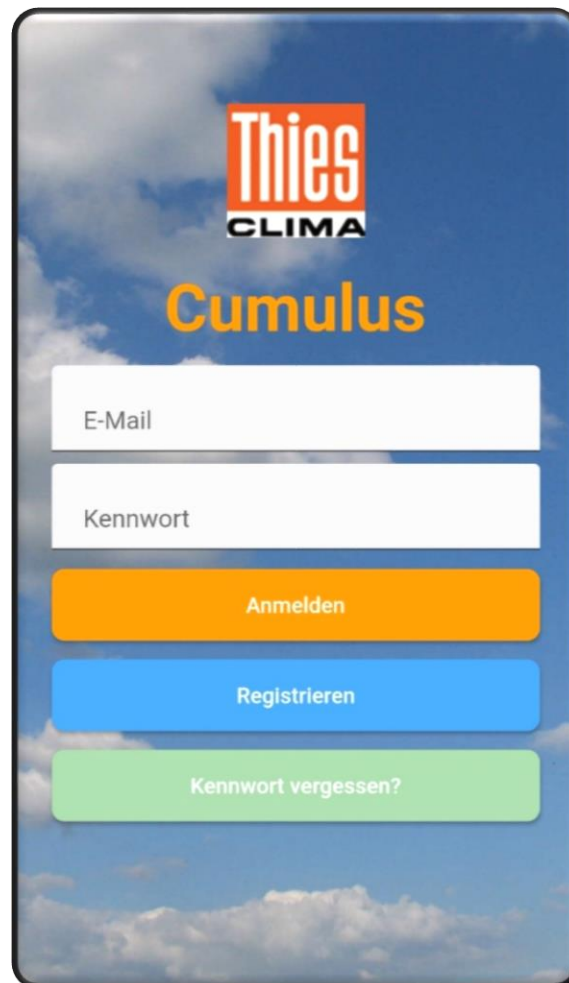 Thies
CLIMA
Cumulus
E-Mail
Kennwort
Anmelden
Registrieren
Kennwort vergessen?